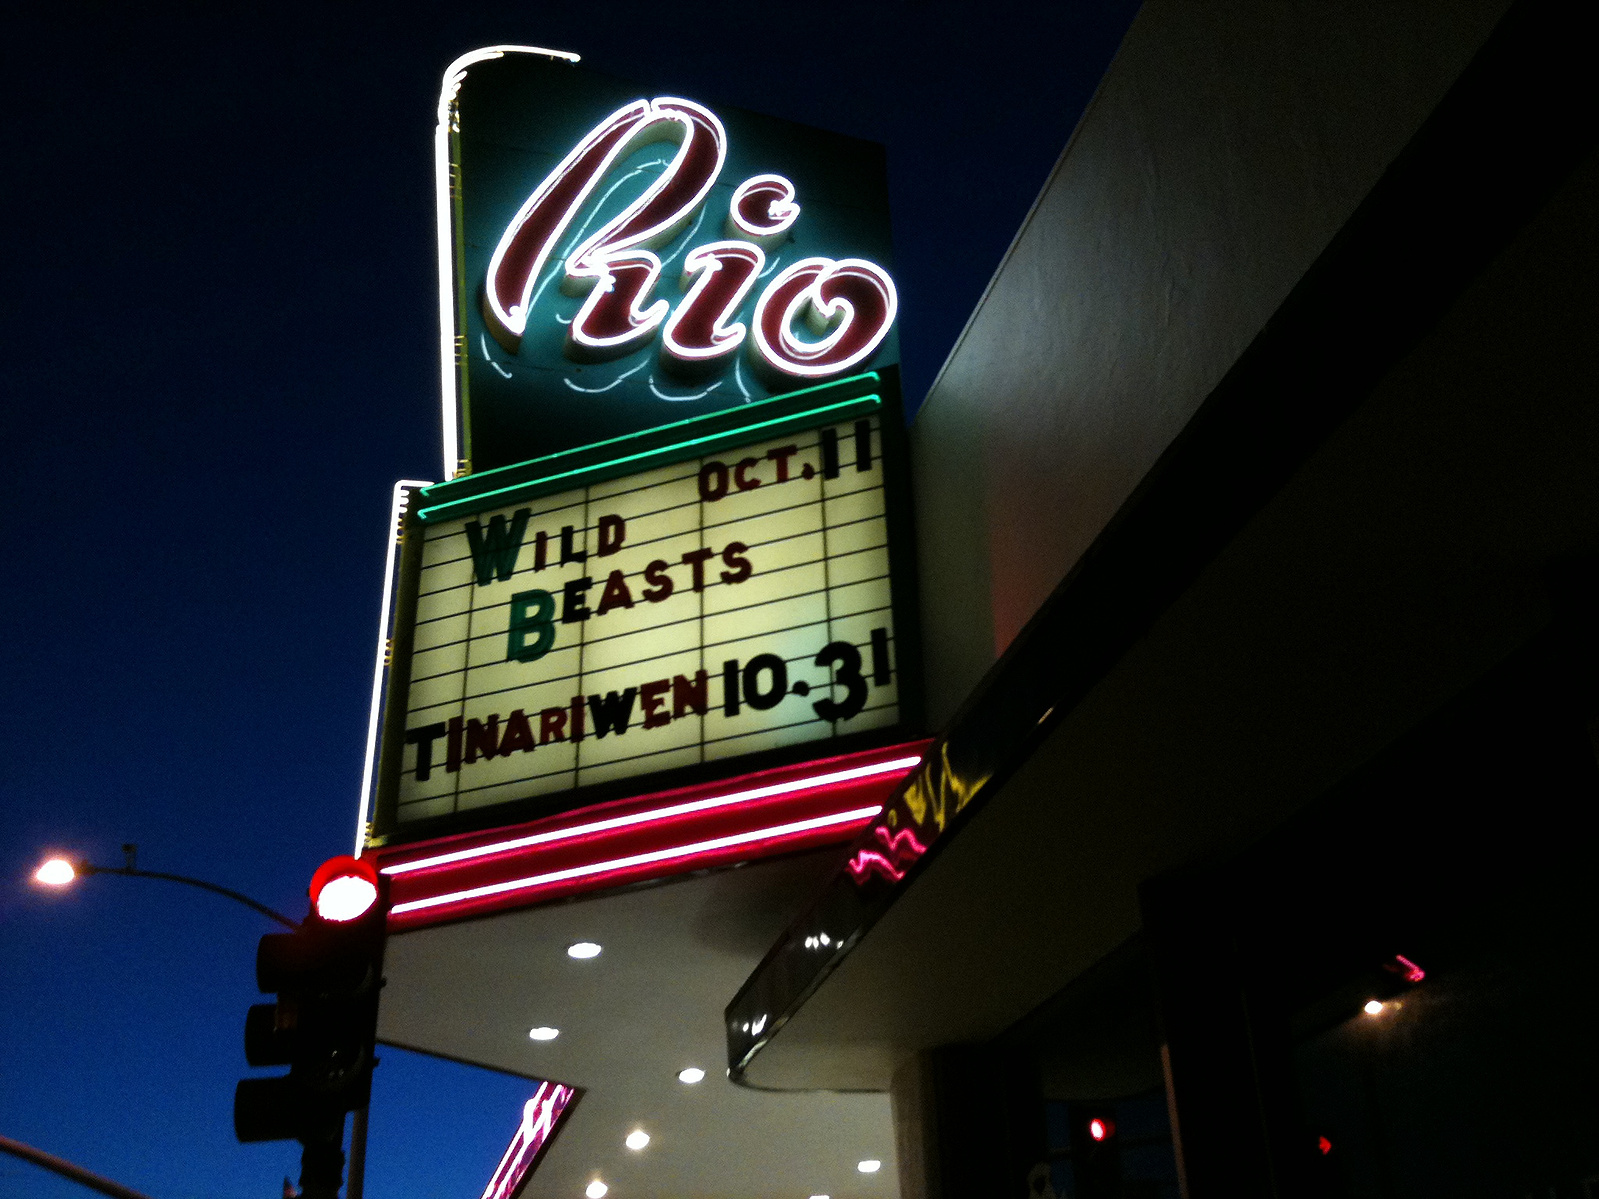 Rio
OCT. 11
WILD
BEASTS
TINARIWEN 10.31